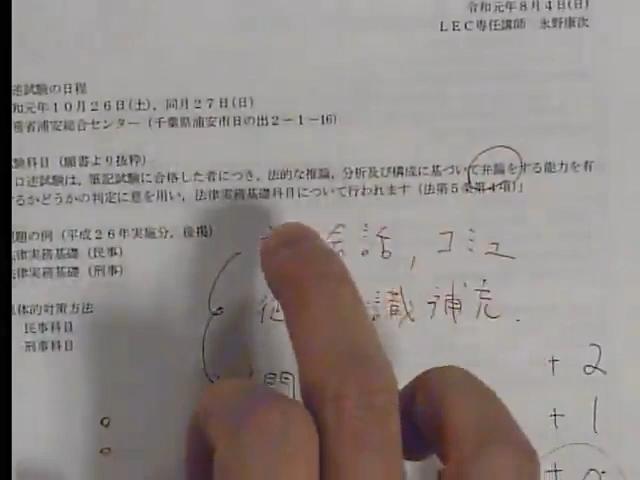 令和元年8月4日(日)
LEC専任講師 永野康次
述試験の日程
和元年10月26日(土)，同月27日(日)
務省浦安総合センター（千葉県浦安市日の出2－1－16）
験科目（願書より抜粋）
口述試験は，筆記試験に合格した者につき，法的な推論，分析及び構成に基づいて弁論をする能力を有
するかどうかの判定に意を用い，法律実務基礎科目について行われます（法第5条第4項）」
問題の例（平成26年実施分，後掲）
法律実務基礎（民事）
法律実務基礎（刑事）
具体的対策方法
民事科目
刑事科目
会話，コミュ
識補充．
問
+2
+1